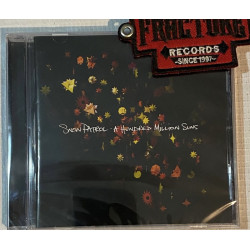 FRACTURE
RECORDS
~SINCE 1997~
SNOW PATROL · A HUNDRED MILLION SUNS